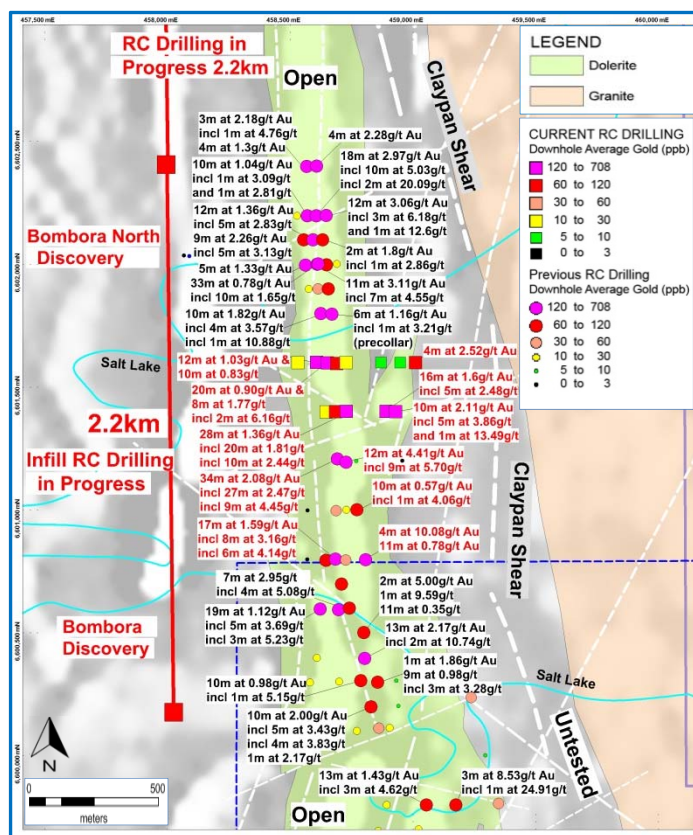 457,500 mE
458,000 mE
458,500 mE
459,000 mE
459,500 mE
460,000 mE
RC Drilling in
Progress 2.2km
Open
Claypan Shear
LEGEND
Dolerite
Granite
CURRENT RC DRILLING
Downhole Average Gold (ppb)
120 to 708
60 to 120
30 to 60
10 to 30
5 to 10
0 to 3
Previous RC Drilling
Downhole Average Gold (ppb)
120 to 708
60 to 120
30 to 60
10 to 30
5 to 10
0 to 3
6,602,500 mN
3m at 2.18g/t Au
incl 1m at 4.76g/t
4m at 1.3g/t Au
4m at 2.28g/t Au
10m at 1.04g/t Au
incl 1m at 3.09g/t
and 1m at 2.81g/t
18m at 2.97g/t Au
incl 10m at 5.03g/t
incl 2m at 20.09g/t
12m at 1.36g/t Au
incl 5m at 2.83g/t
12m at 3.06g/t Au
incl 3m at 6.18g/t
and 1m at 12.6g/t
Bombora North
Discovery
9m at 2.26g/t Au
incl 5m at 3.13g/t
2m at 1.8g/t Au
incl 1m at 2.86g/t
6,602,000 mN
5m at 1.33g/t Au
33m at 0.78g/t Au
incl 10m at 1.65g/t
11m at 3.11g/t Au
incl 7m at 4.55g/t
10m at 1.82g/t Au
incl 4m at 3.57g/t
incl 1m at 10.88g/t
6m at 1.16g/t Au
incl 1m at 3.21g/t
(precollar)
Salt Lake
12m at 1.03g/t Au &
10m at 0.83g/t
4m at 2.52g/t Au
6,601,500 mN
20m at 0.90g/t Au &
8m at 1.77g/t
incl 2m at 6.16g/t
16m at 1.6g/t Au
incl 5m at 2.48g/t
10m at 2.11g/t Au
incl 5m at 3.86g/t
and 1m at 13.49g/t
2.2km
Infill RC Drilling
in Progress
28m at 1.36g/t Au
incl 20m at 1.81g/t
incl 10m at 2.44g/t
12m at 4.41g/t Au
incl 9m at 5.70g/t
Claypan Shear
34m at 2.08g/t Au
incl 27m at 2.47g/t
incl 9m at 4.45g/t
10m at 0.57g/t Au
incl 1m at 4.06g/t
6,601,000 mN
17m at 1.59g/t Au
incl 8m at 3.16g/t
incl 6m at 4.14g/t
4m at 10.08g/t Au
11m at 0.78g/t Au
7m at 2.95g/t
incl 4m at 5.08g/t
2m at 5.00g/t Au
1m at 9.59g/t
11m at 0.35g/t
19m at 1.12g/t Au
incl 5m at 3.69g/t
incl 3m at 5.23g/t
Bombora
Discovery
13m at 2.17g/t Au
incl 2m at 10.74g/t
6,600,500 mN
1m at 1.86g/t Au
9m at 0.98g/t
incl 3m at 3.28g/t
Salt Lake
10m at 0.98g/t Au
incl 1m at 5.15g/t
10m at 2.00g/t Au
incl 5m at 3.43g/t
incl 4m at 3.83g/t
1m at 2.17g/t
Untested
N
6,600,000 mN
0
500
meters
13m at 1.43g/t Au
incl 3m at 4.62g/t
3m at 8.53g/t Au
incl 1m at 24.91g/t
Open